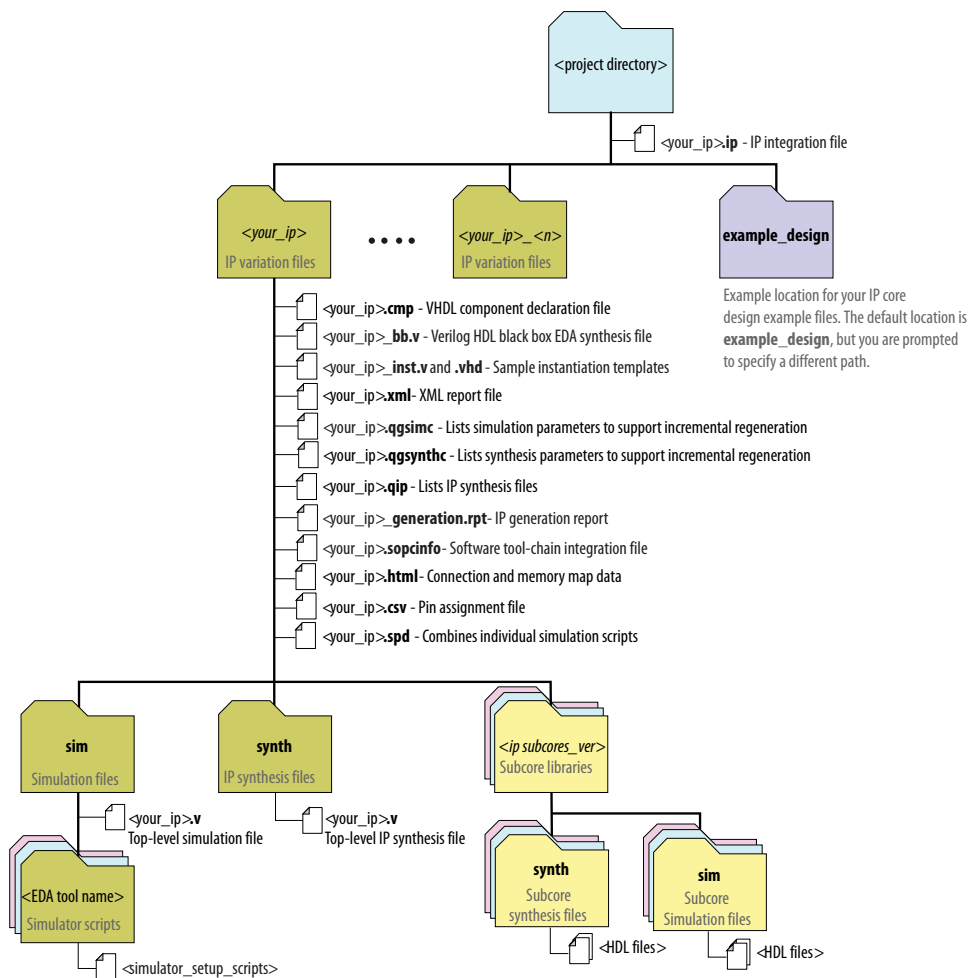 <project directory>
<your_ip>.ip - IP integration file
<your_ip>
IP variation files
<your_ip>_<n>
IP variation files
example_design
Example location for your IP core
design example files. The default location is
example_design, but you are prompted
to specify a different path.
<your_ip>.cmp - VHDL component declaration file
<your_ip>_bb.v - Verilog HDL black box EDA synthesis file
<your_ip>_inst.v and .vhd - Sample instantiation templates
<your_ip>.xml- XML report file
<your_ip>.qgsimc - Lists simulation parameters to support incremental regeneration
<your_ip>.qgsynthc - Lists synthesis parameters to support incremental regeneration
<your_ip>.qip - Lists IP synthesis files
<your_ip>_generation.rpt- IP generation report
<your_ip>.sopcinfo- Software tool-chain integration file
<your_ip>.html- Connection and memory map data
<your_ip>.csv - Pin assignment file
<your_ip>.spd - Combines individual simulation scripts
sim
Simulation files
synth
IP synthesis files
<ip subcores_ver>
Subcore libraries
<your_ip>.v
Top-level simulation file
<your_ip>.v
Top-level IP synthesis file
<EDA tool name>
Simulator scripts
synth
Subcore
synthesis files
sim
Subcore
Simulation files
<HDL files>
<HDL files>
<simulator_setup_scripts>